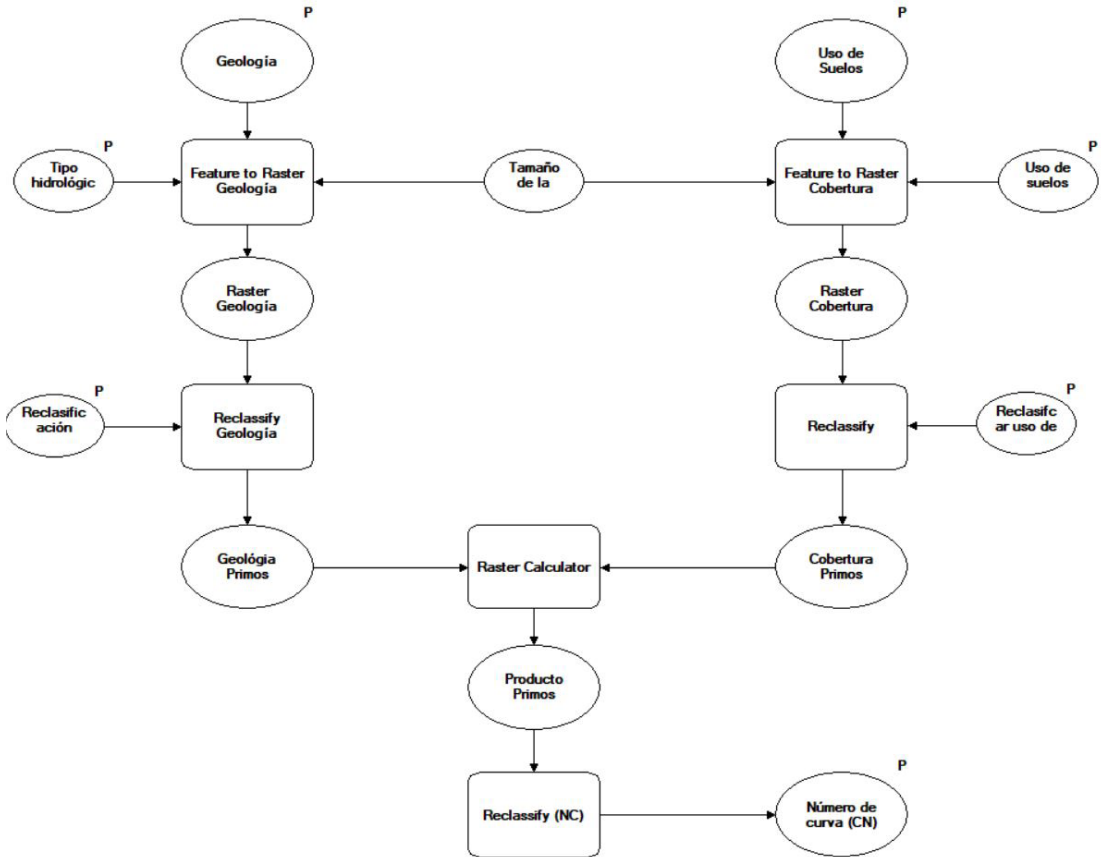 P
P
Geología
Uso de
Suelos
P
P
Tipo
hidrológic
Feature to Raster
Geología
Tamaño
de la
Feature to Raster
Cobertura
Uso de
suelos
Raster
Geología
Raster
Cobertura
P
P
Reclasific
ación
Reclassify
Geología
Reclassify
Reclasifc
ar uso de
Geológia
Primos
Raster Calculator
Cobertura
Primos
Producto
Primos
P
Reclassify (NC)
Número de
curva (CN)